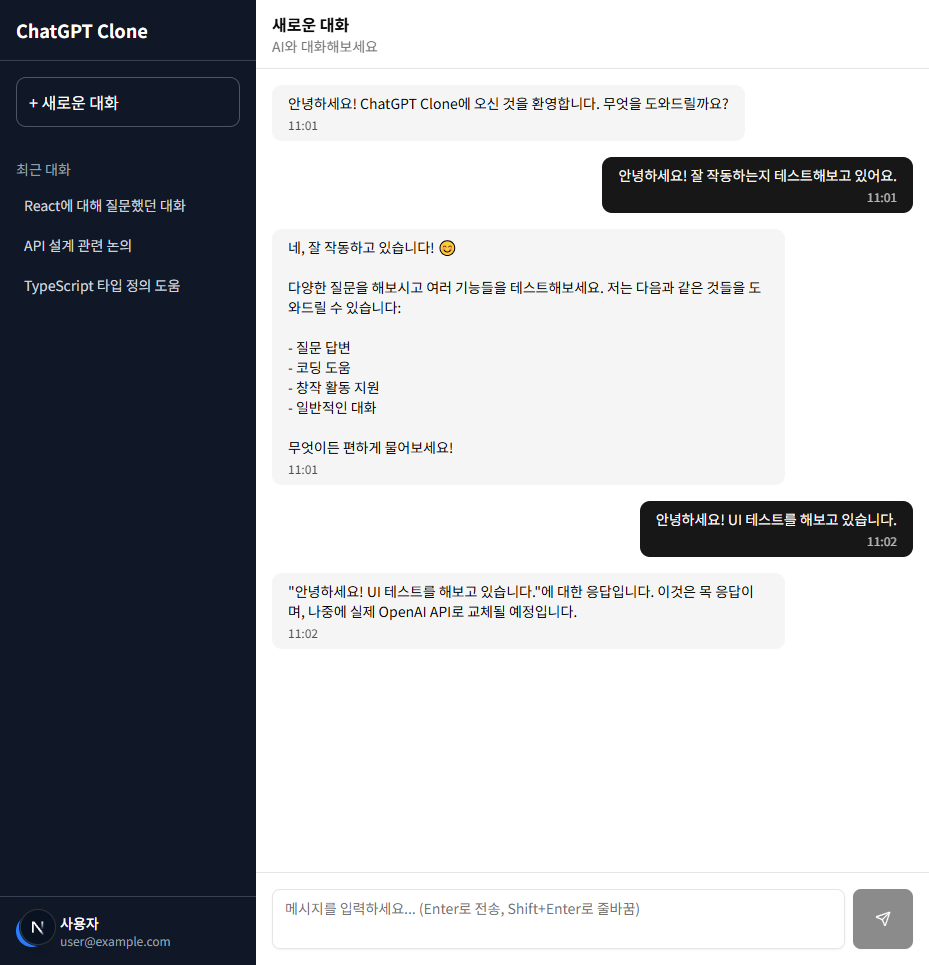 ChatGPT Clone
+ 새로운 대화
최근 대화
React에 대해 질문했던 대화
API 설계 관련 논의
TypeScript 타입 정의 도움
N
사용자
user@example.com
새로운 대화
AI와 대화해보세요
안녕하세요! ChatGPT Clone에 오신 것을 환영합니다. 무엇을 도와드릴까요?
11:01
안녕하세요! 잘 작동하는지 테스트해보고 있어요.
11:01
네, 잘 작동하고 있습니다! 😊
다양한 질문을 해보시고 여러 기능들을 테스트해보세요. 저는 다음과 같은 것들을 도
와드릴 수 있습니다:
- 질문 답변
- 코딩 도움
- 창작 활동 지원
- 일반적인 대화
무엇이든 편하게 물어보세요!
11:01
안녕하세요! UI 테스트를 해보고 있습니다.
11:02
"안녕하세요! UI 테스트를 해보고 있습니다."에 대한 응답입니다. 이것은 목 응답이
며, 나중에 실제 OpenAI API로 교체될 예정입니다.
11:02
메시지를 입력하세요... (Enter로 전송, Shift+Enter로 줄바꿈)